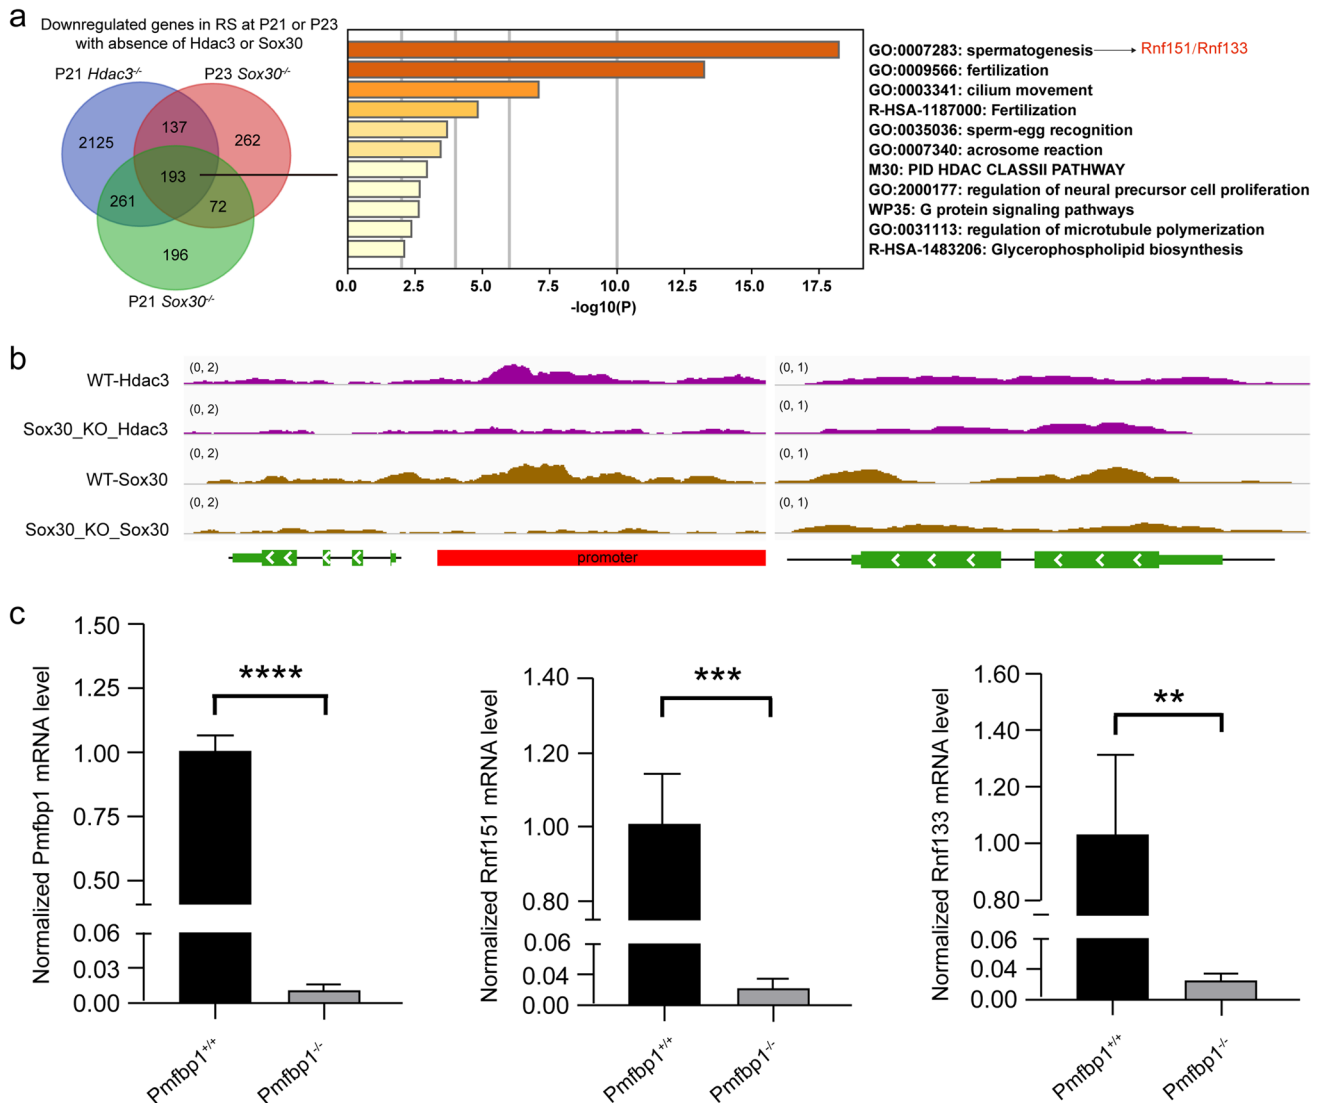 a
Downregulated genes in RS at P21 or P23
with absence of Hdac3 or Sox30
P21 Hdac3-/-
P23 Sox30-/-
2125
137
262
193
261
72
196
P21 Sox30-/-
GO:0007283: spermatogenesis
Rnf151/Rnf133
GO:0009566: fertilization
GO:0003341: cilium movement
R-HSA-1187000: Fertilization
GO:0035036: sperm-egg recognition
GO:0007340: acrosome reaction
M30: PID HDAC CLASSII PATHWAY
GO:2000177: regulation of neural precursor cell proliferation
WP35: G protein signaling pathways
GO:0031113: regulation of microtubule polymerization
R-HSA-1483206: Glycerophospholipid biosynthesis
0.0 2.5 5.0 7.5 10.0 12.5 15.0 17.5
-log10(P)
b
WT-Hdac3
(0, 2)
(0, 1)
Sox30_KO_Hdac3
(0, 2)
(0, 1)
WT-Sox30
(0, 2)
(0, 1)
Sox30_KO_Sox30
(0, 2)
(0, 1)
promoter
c
Normalized Pmfbp1 mRNA level
1.50
1.25
1.00
0.75
0.50
0.06
0.03
0.00
****
Pmfbp1+/+
Pmfbp1-/-
Normalized Rnf151 mRNA level
1.40
1.20
1.00
0.80
0.06
0.04
0.00
***
Pmfbp1+/+
Pmfbp1-/-
Normalized Rnf133 mRNA level
1.60
1.40
1.20
1.00
0.80
0.06
0.04
0.00
**
Pmfbp1+/+
Pmfbp1-/-